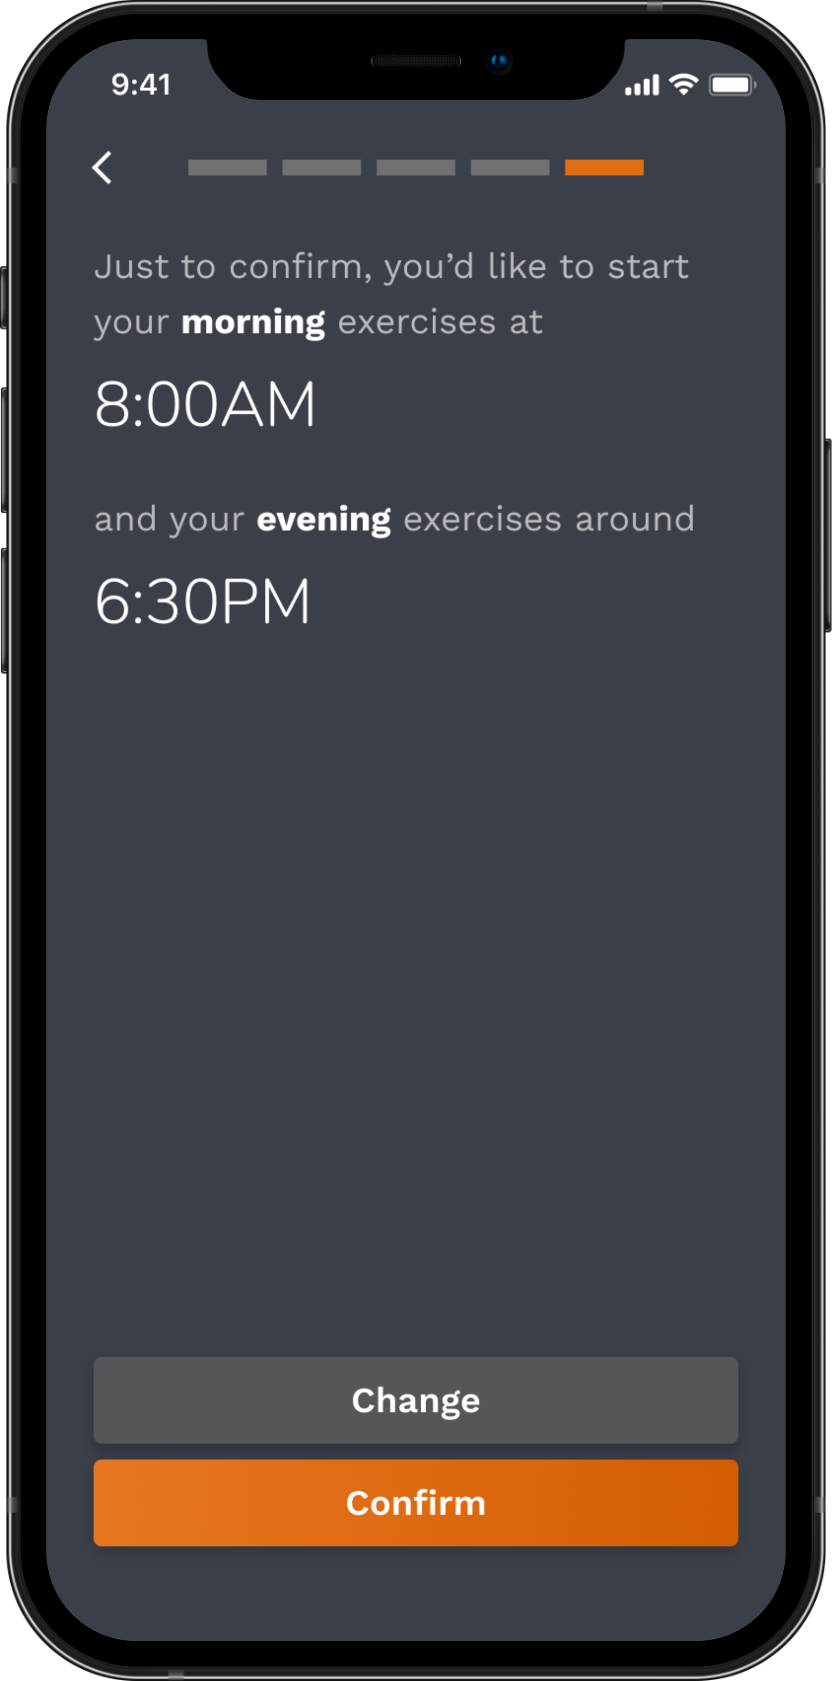 9:41
Just to confirm, you’d like to start
your morning exercises at
8:00AM
and your evening exercises around
6:30PM
Change
Confirm